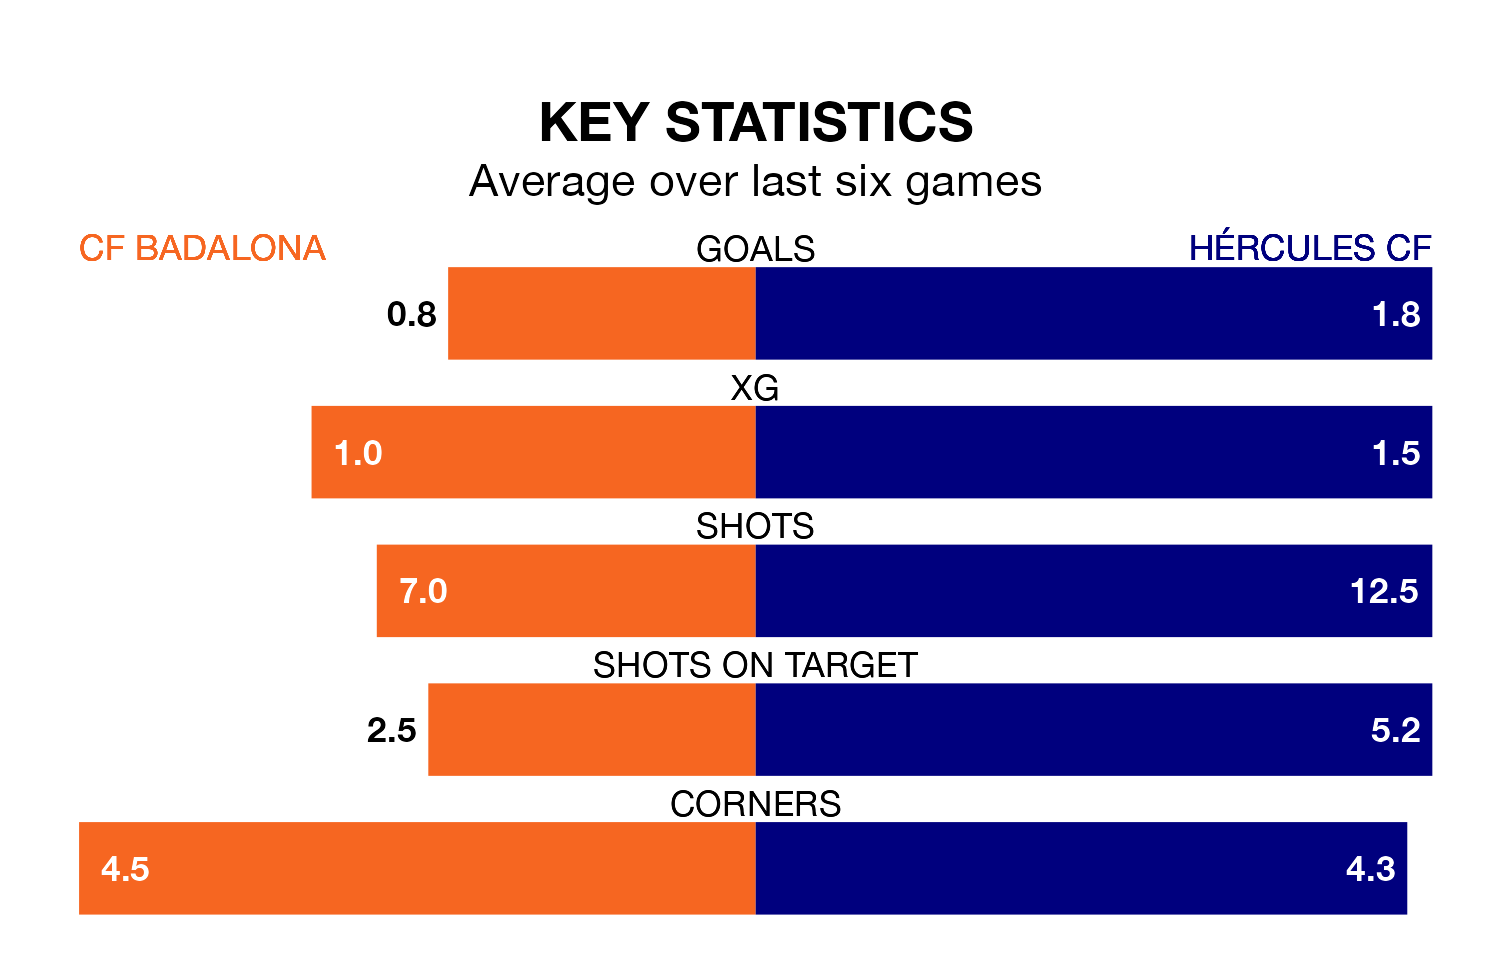 KEY STATISTICS
Average over last six games
CF BADALONA GOALS HÉRCULES CF
0.8 1.8
XG
1.0 1.5
SHOTS
7.0 12.5
SHOTS ON TARGET
2.5 5.2
CORNERS
4.5 4.3